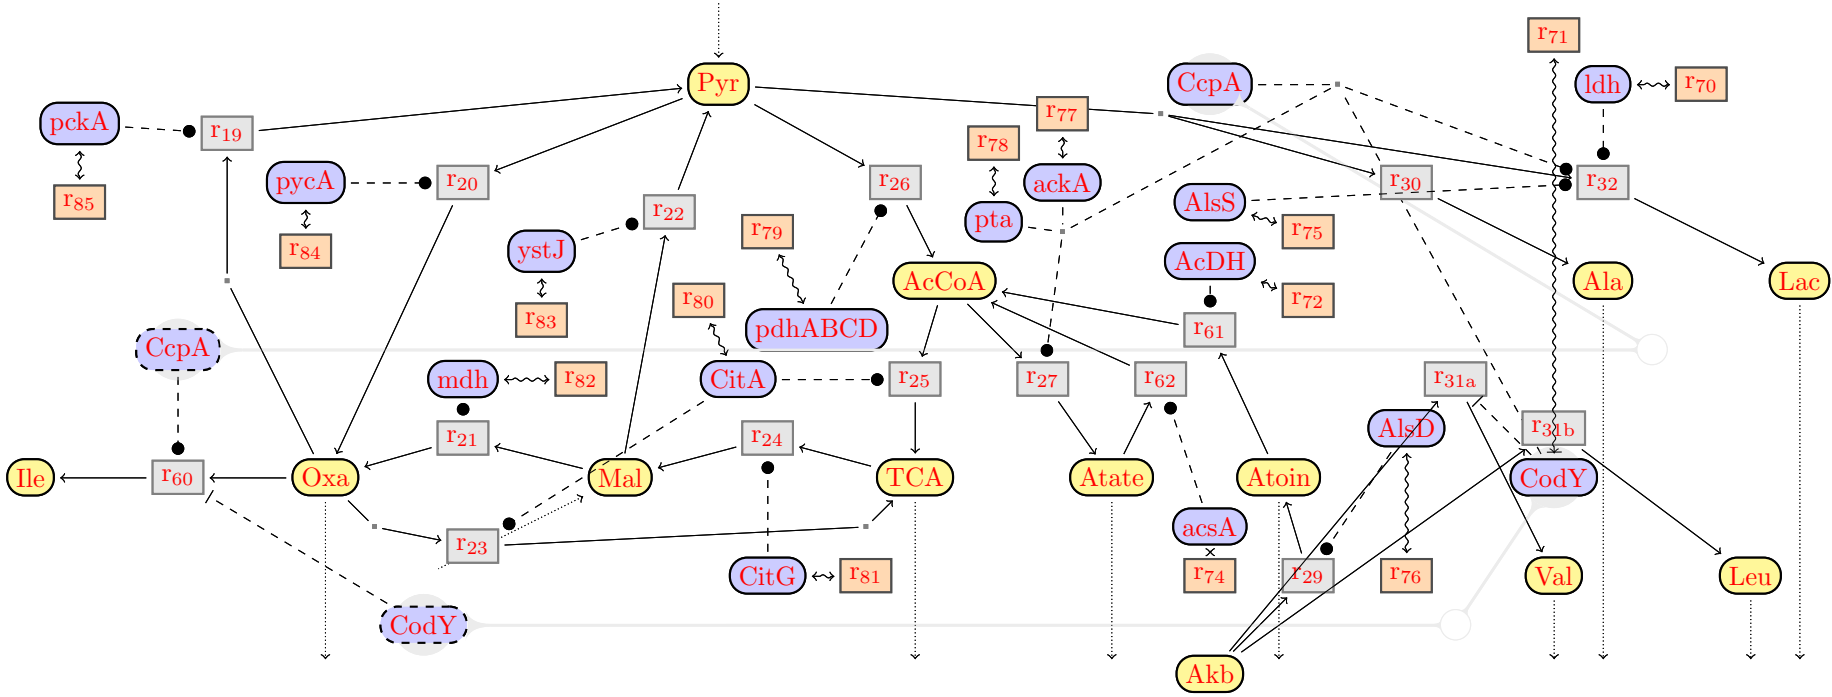 r71
Pyr
CcpA
ldh
r70
pckA
r19
r77
r78
pycA
r20
r26
ackA
r30
r32
r85
AlsS
r22
pta
r75
r84
ystJ
r79
AcDH
AcCoA
Ala
Lac
r80
r72
r83
pdhABCD
r61
CcpA
mdh
r82
CitA
r25
r27
r62
r31a
r21
r24
AlsD
r31b
Ile
r60
Oxa
Mal
TCA
Atate
Atoin
CodY
r23
acsA
CitG
r81
r74
r29
r76
Val
Leu
CodY
Akb